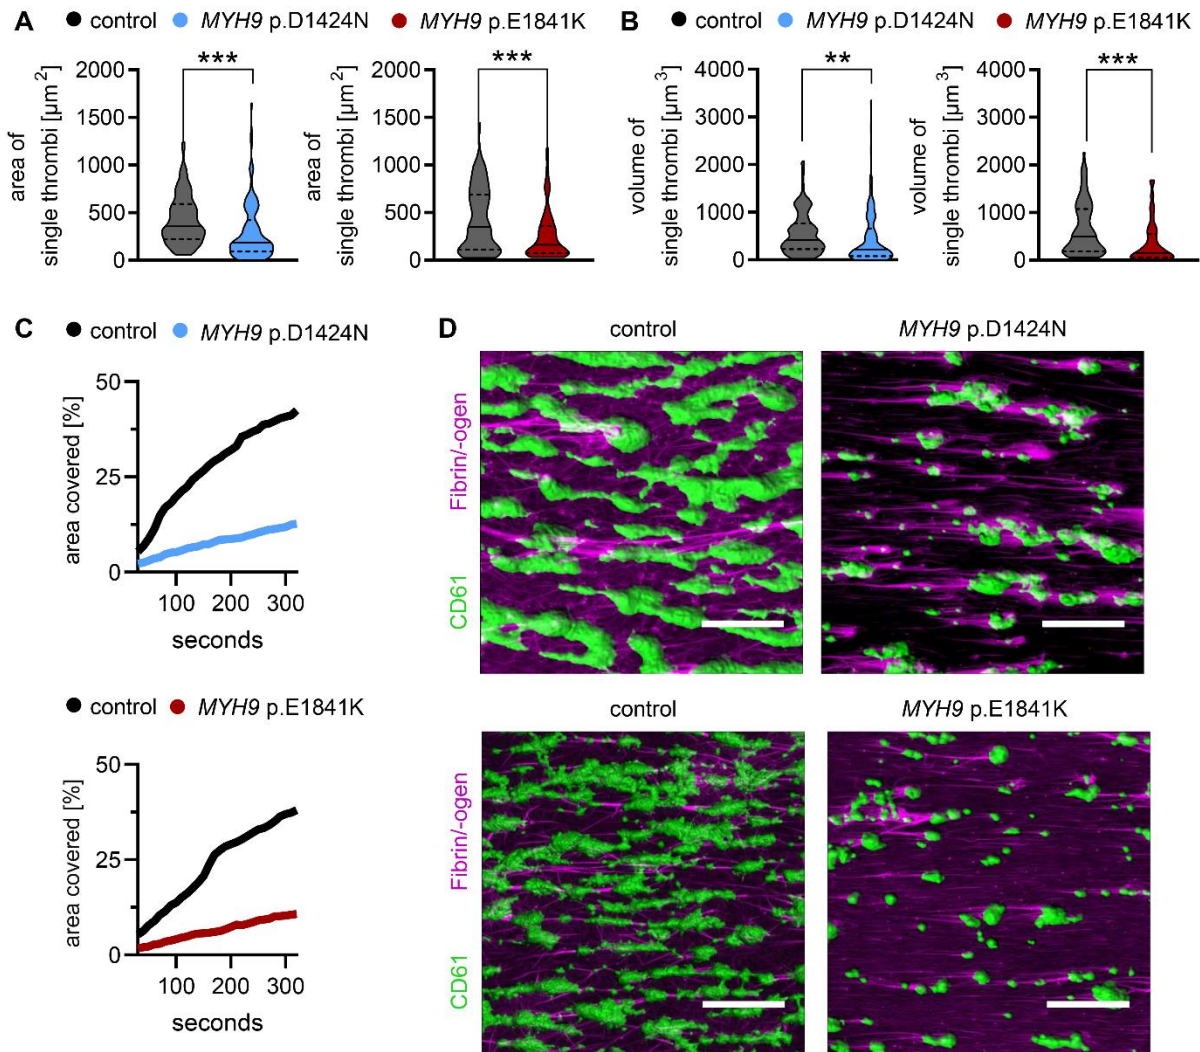 A control MYH9 p.D1424N MYH9 p.E1841K
***
2000
1500
1000
500
0
area of
single thrombi [µm²]
***
2000
1500
1000
500
0
area of
single thrombi [µm²]
B control MYH9 p.D1424N MYH9 p.E1841K
**
4000
3000
2000
1000
0
volume of
single thrombi [µm³]
***
4000
3000
2000
1000
0
volume of
single thrombi [µm³]
C control MYH9 p.D1424N
50
25
0
area covered [%]
100 200 300
seconds
control MYH9 p.E1841K
50
25
0
area covered [%]
100 200 300
seconds
D control MYH9 p.D1424N
Fibrin/-ogen
CD61
control MYH9 p.E1841K
Fibrin/-ogen
CD61